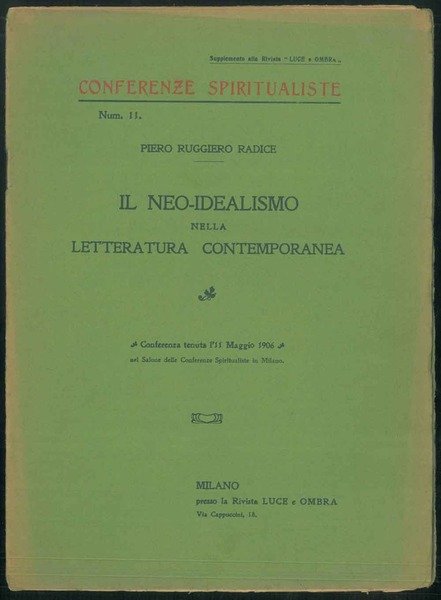 Supplemento alla Rivista "LUCE e OMBRA „
CONFERENZE SPIRITUALISTE
Num. 11.
PIERO RUGGIERO RADICE
IL NEO-IDEALISMO
NELLA
LETTERATURA CONTEMPORANEA
Conferenza tenuta l'11 Maggio 1906
nel Salone delle Conferenze Spiritualiste in Milano.
MILANO
presso la Rivista LUCE e OMBRA
Via Cappuccini, 18.